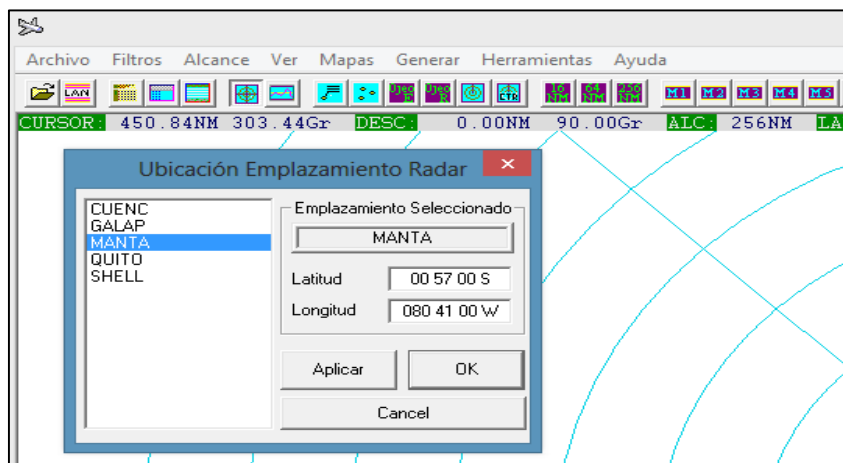 Archivo Filtros Alcance Ver Mapas Generar Herramientas Ayuda
LAN CTR 16 NM 64 NM 256 NM M1 M2 M3 M4 M5
CURSOR: 450.84NM 303.44Gr DESC: 0.00NM 90.00Gr ALC: 256NM LA
Ubicación Emplazamiento Radar
CUENC
GALAP
MANTA
QUITO
SHELL
Emplazamiento Seleccionado
MANTA
Latitud 00 57 00 S
Longitud 080 41 00 W
Aplicar OK
Cancel